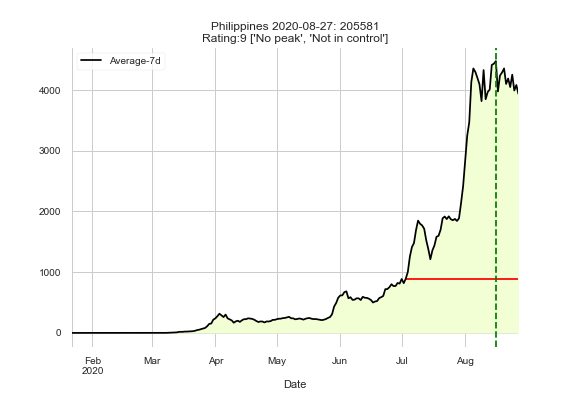 Philippines 2020-08-27: 205581
Rating:9 ['No peak', 'Not in control']
Average-7d
4000
3000
2000
1000
0
Feb
2020
Mar
Apr
May
Jun
Jul
Aug
Date